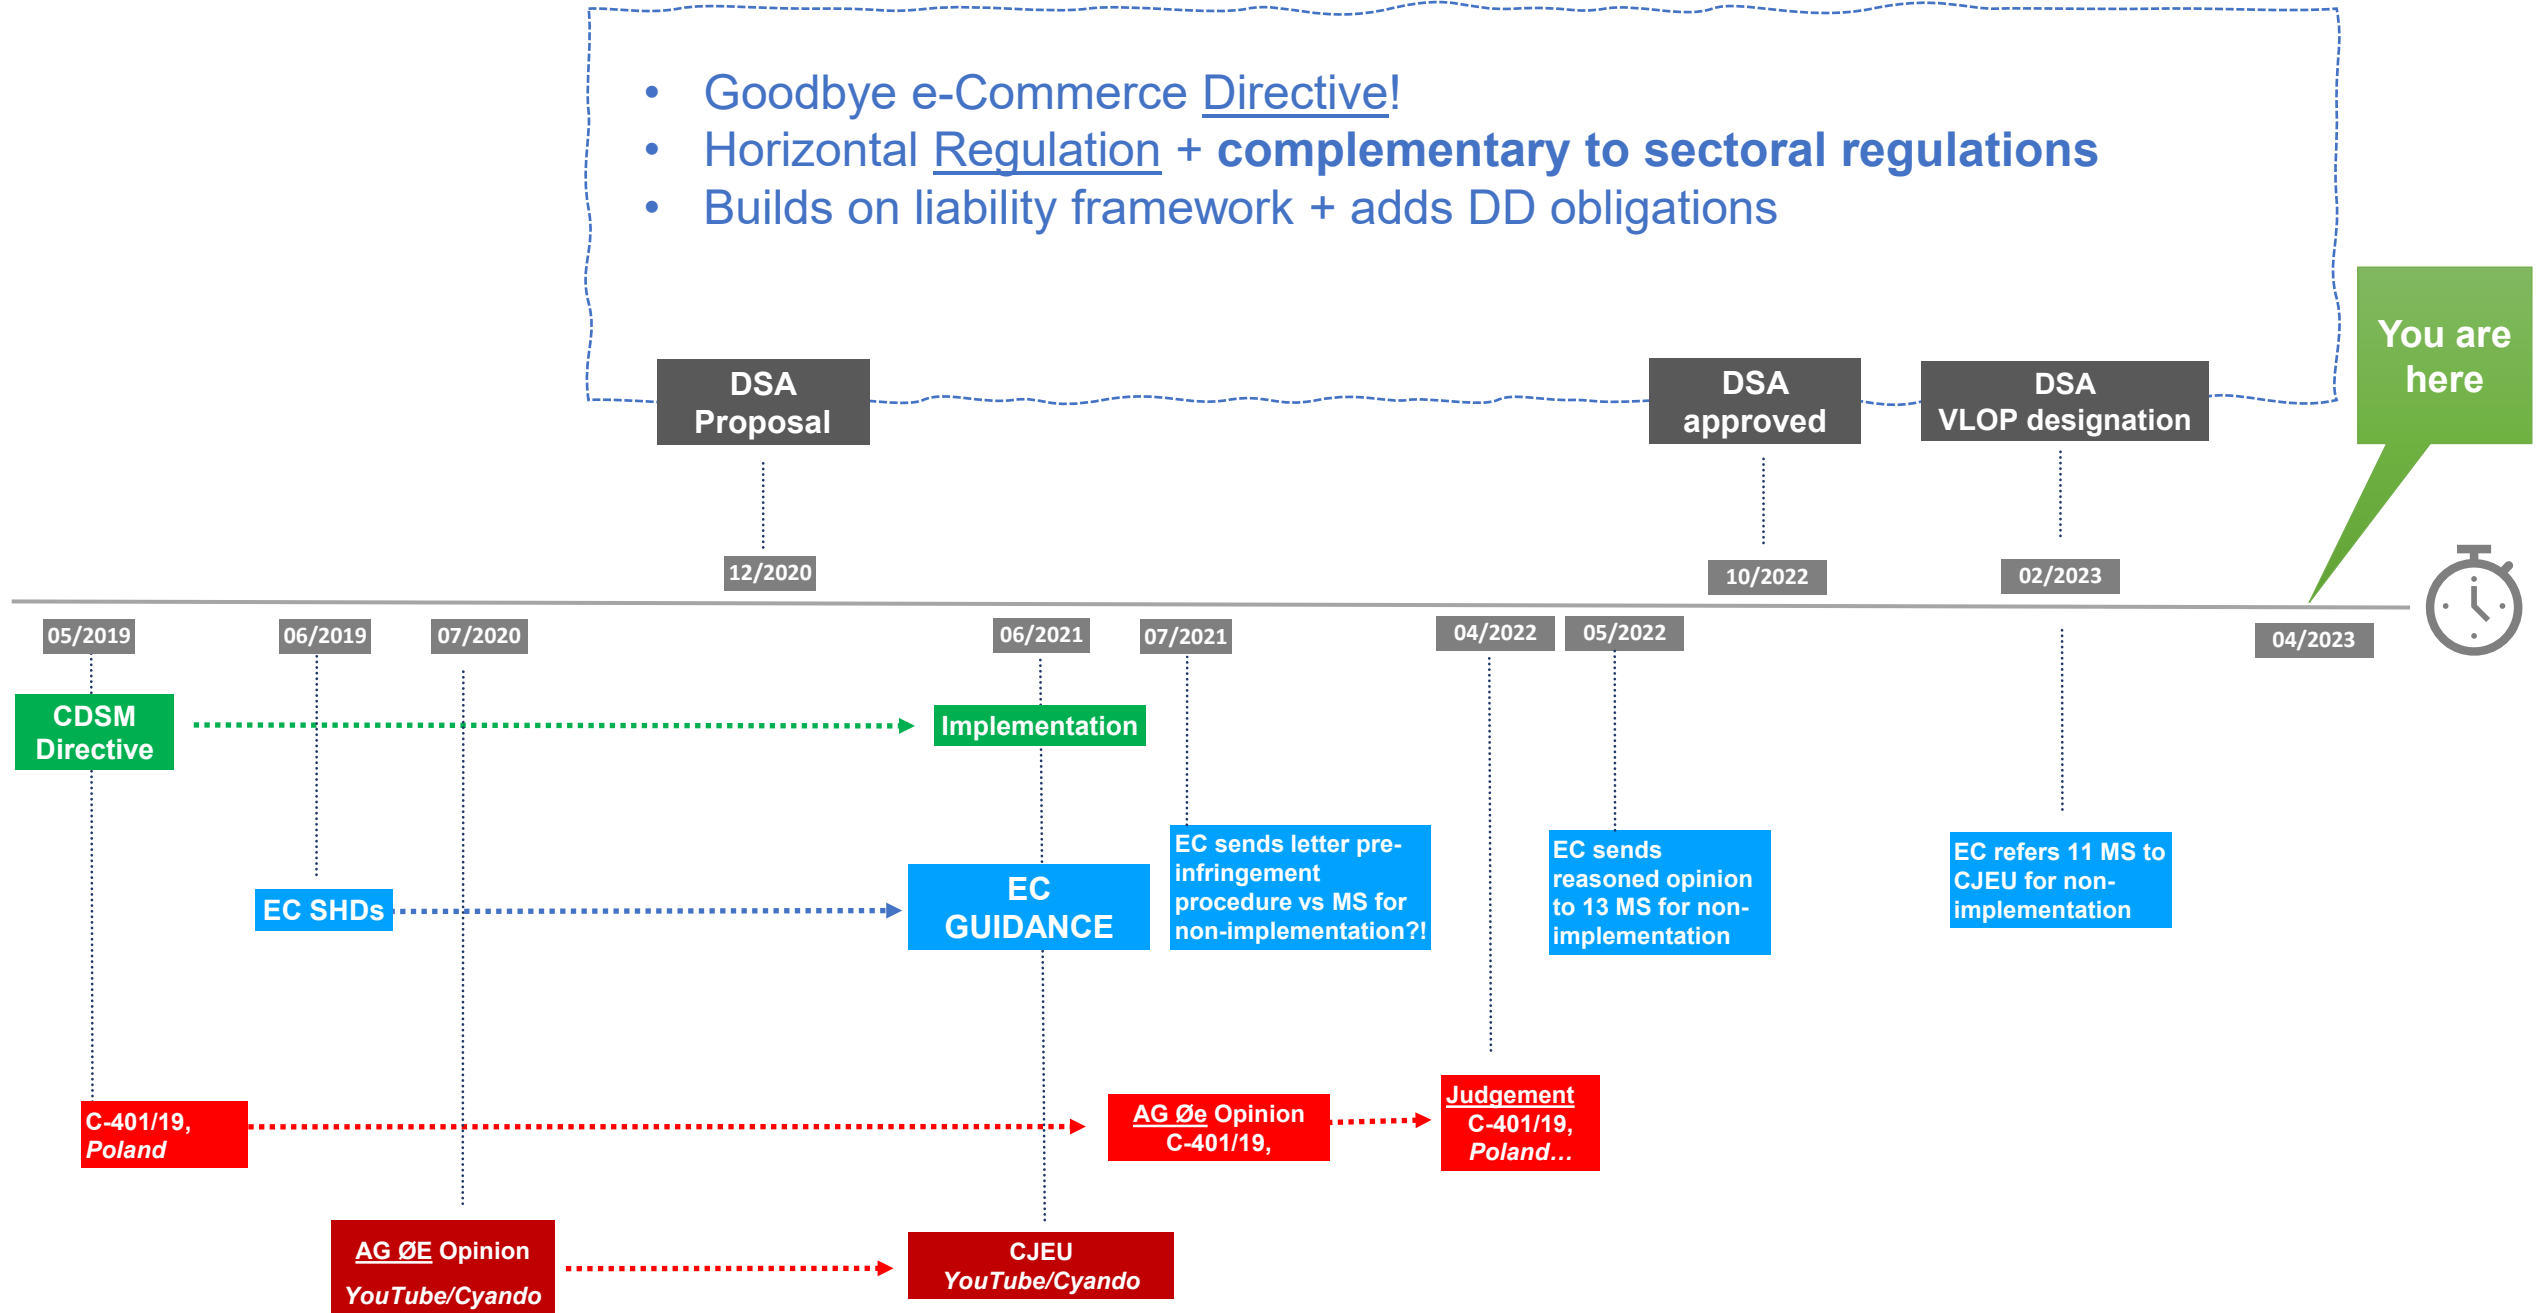 • Goodbye e-Commerce Directive!
• Horizontal Regulation + complementary to sectoral regulations
• Builds on liability framework + adds DD obligations
You are
here
DSA
Proposal
DSA
approved
DSA
VLOP designation
12/2020
10/2022
02/2023
05/2019
06/2019
07/2020
06/2021
07/2021
04/2022
05/2022
04/2023
CDSM
Directive
Implementation
EC SHDs
EC
GUIDANCE
EC sends letter pre-
infringement
procedure vs MS for
non-implementation?!
EC sends
reasoned opinion
to 13 MS for non-
implementation
EC refers 11 MS to
CJEU for non-
implementation
C-401/19,
Poland
AG Øe Opinion
C-401/19,
Judgement
C-401/19,
Poland…
AG ØE Opinion
YouTube/Cyando
CJEU
YouTube/Cyando